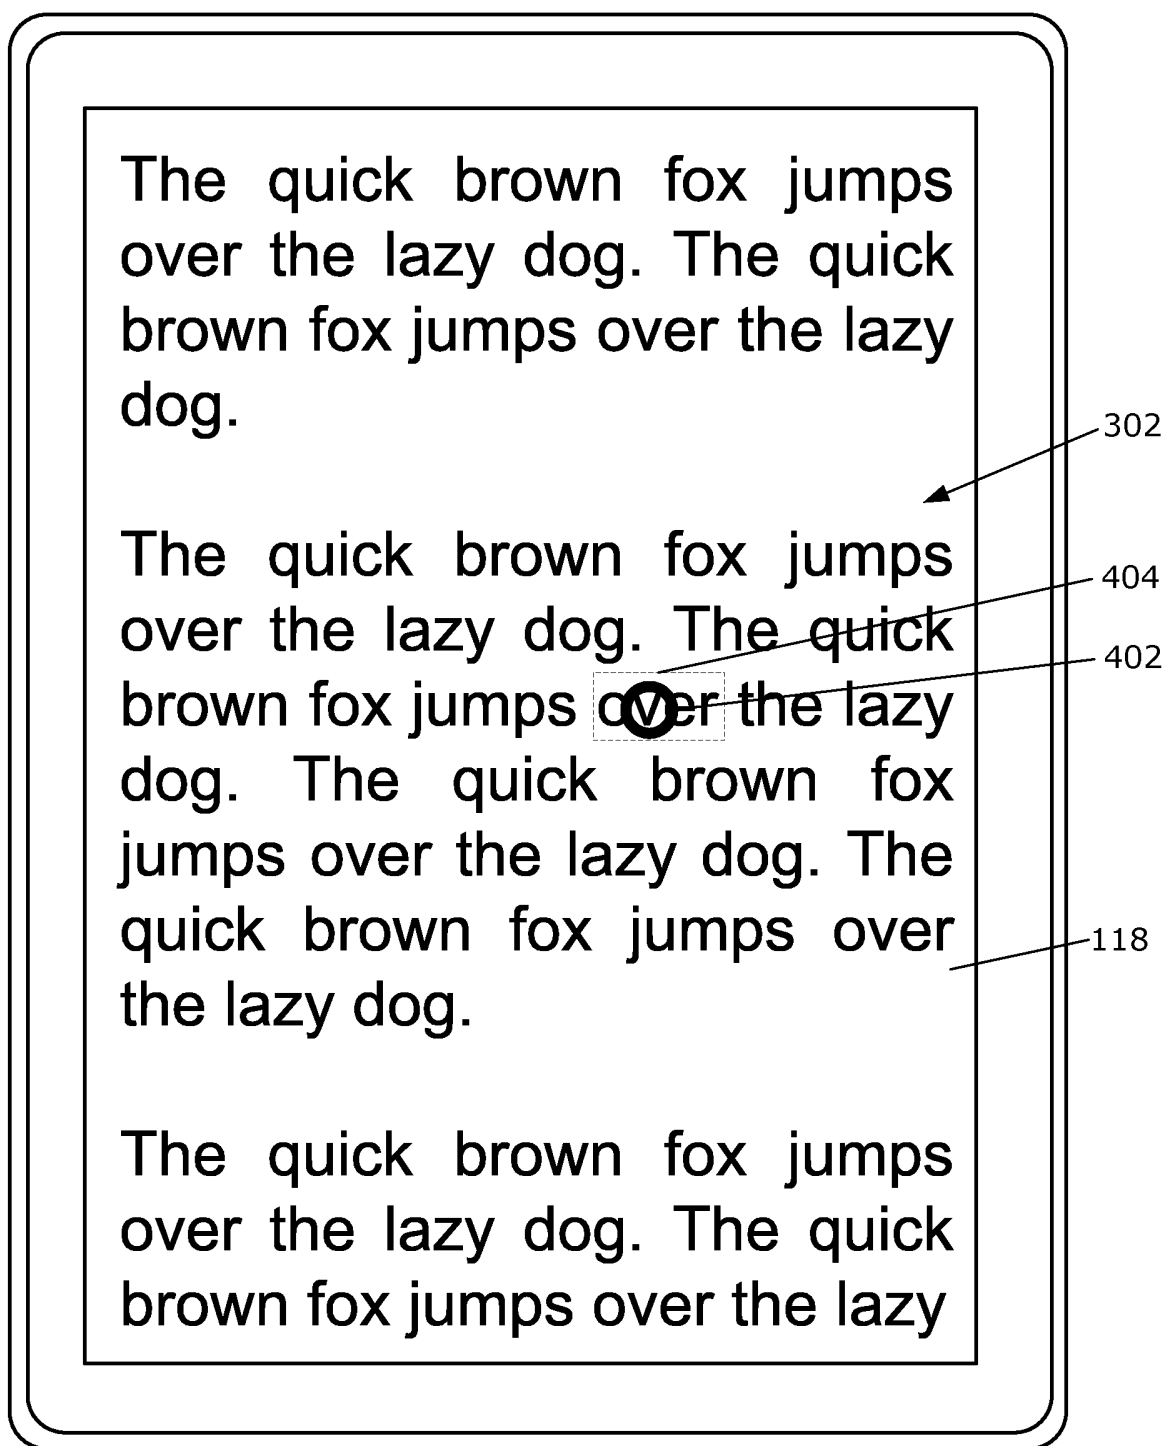 The quick brown fox jumps
over the lazy dog. The quick
brown fox jumps over the lazy
dog.
302
The quick brown fox jumps
404
over the lazy dog. The quick
402
brown fox jumps over the lazy
dog. The quick brown fox
jumps over the lazy dog. The
quick brown fox jumps over
118
the lazy dog.
The quick brown fox jumps
over the lazy dog. The quick
brown fox jumps over the lazy